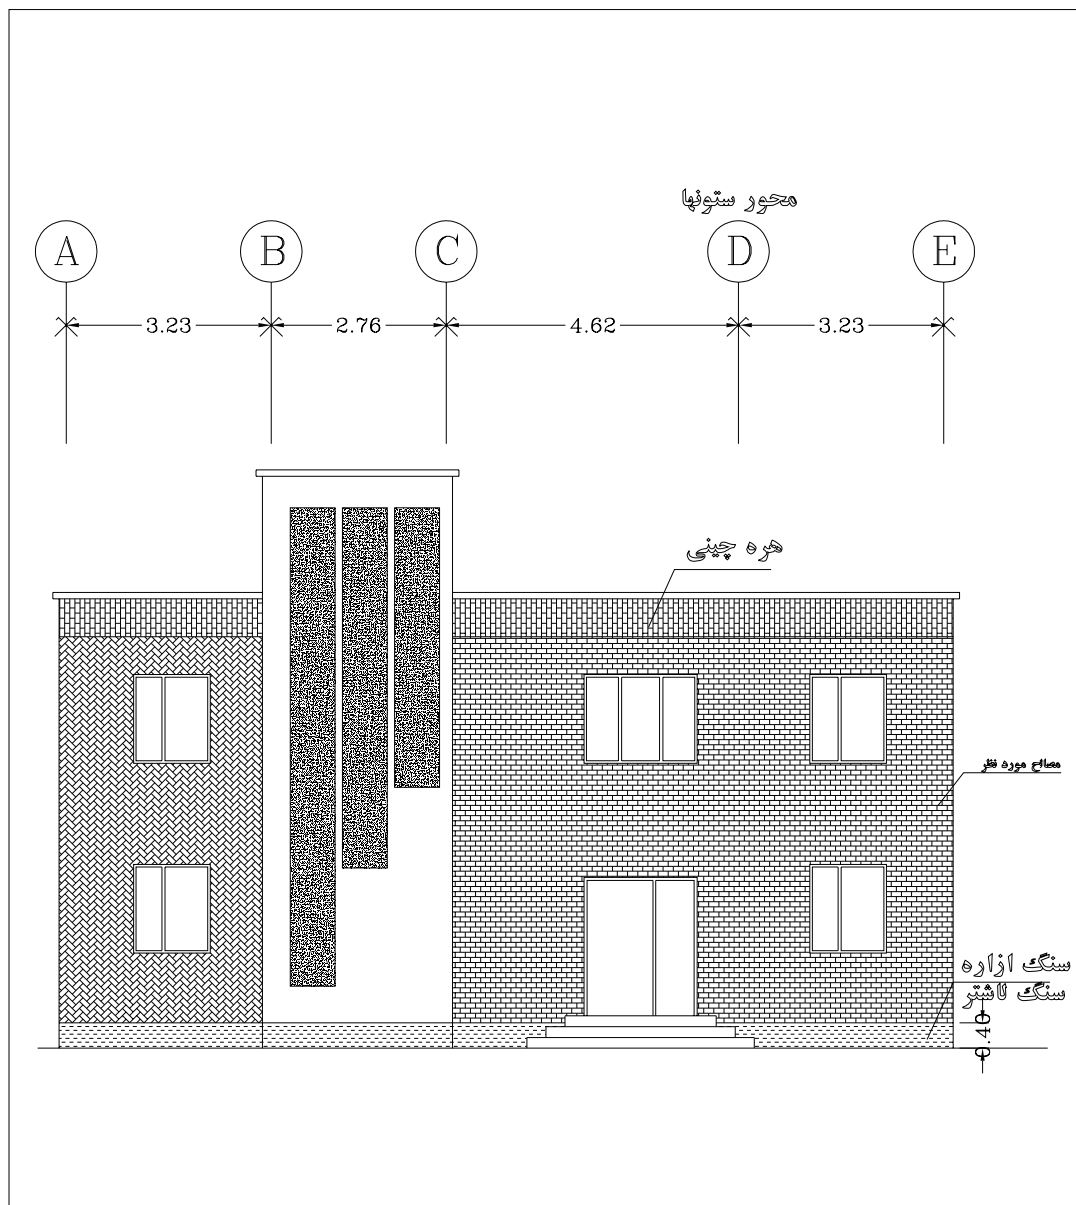 محور ستونها
A B C D E
3.23 2.76 4.62 3.23
هره چینی
مصالح مورد نظر
سنگ ازاره
سنگ لاشتر
0.40